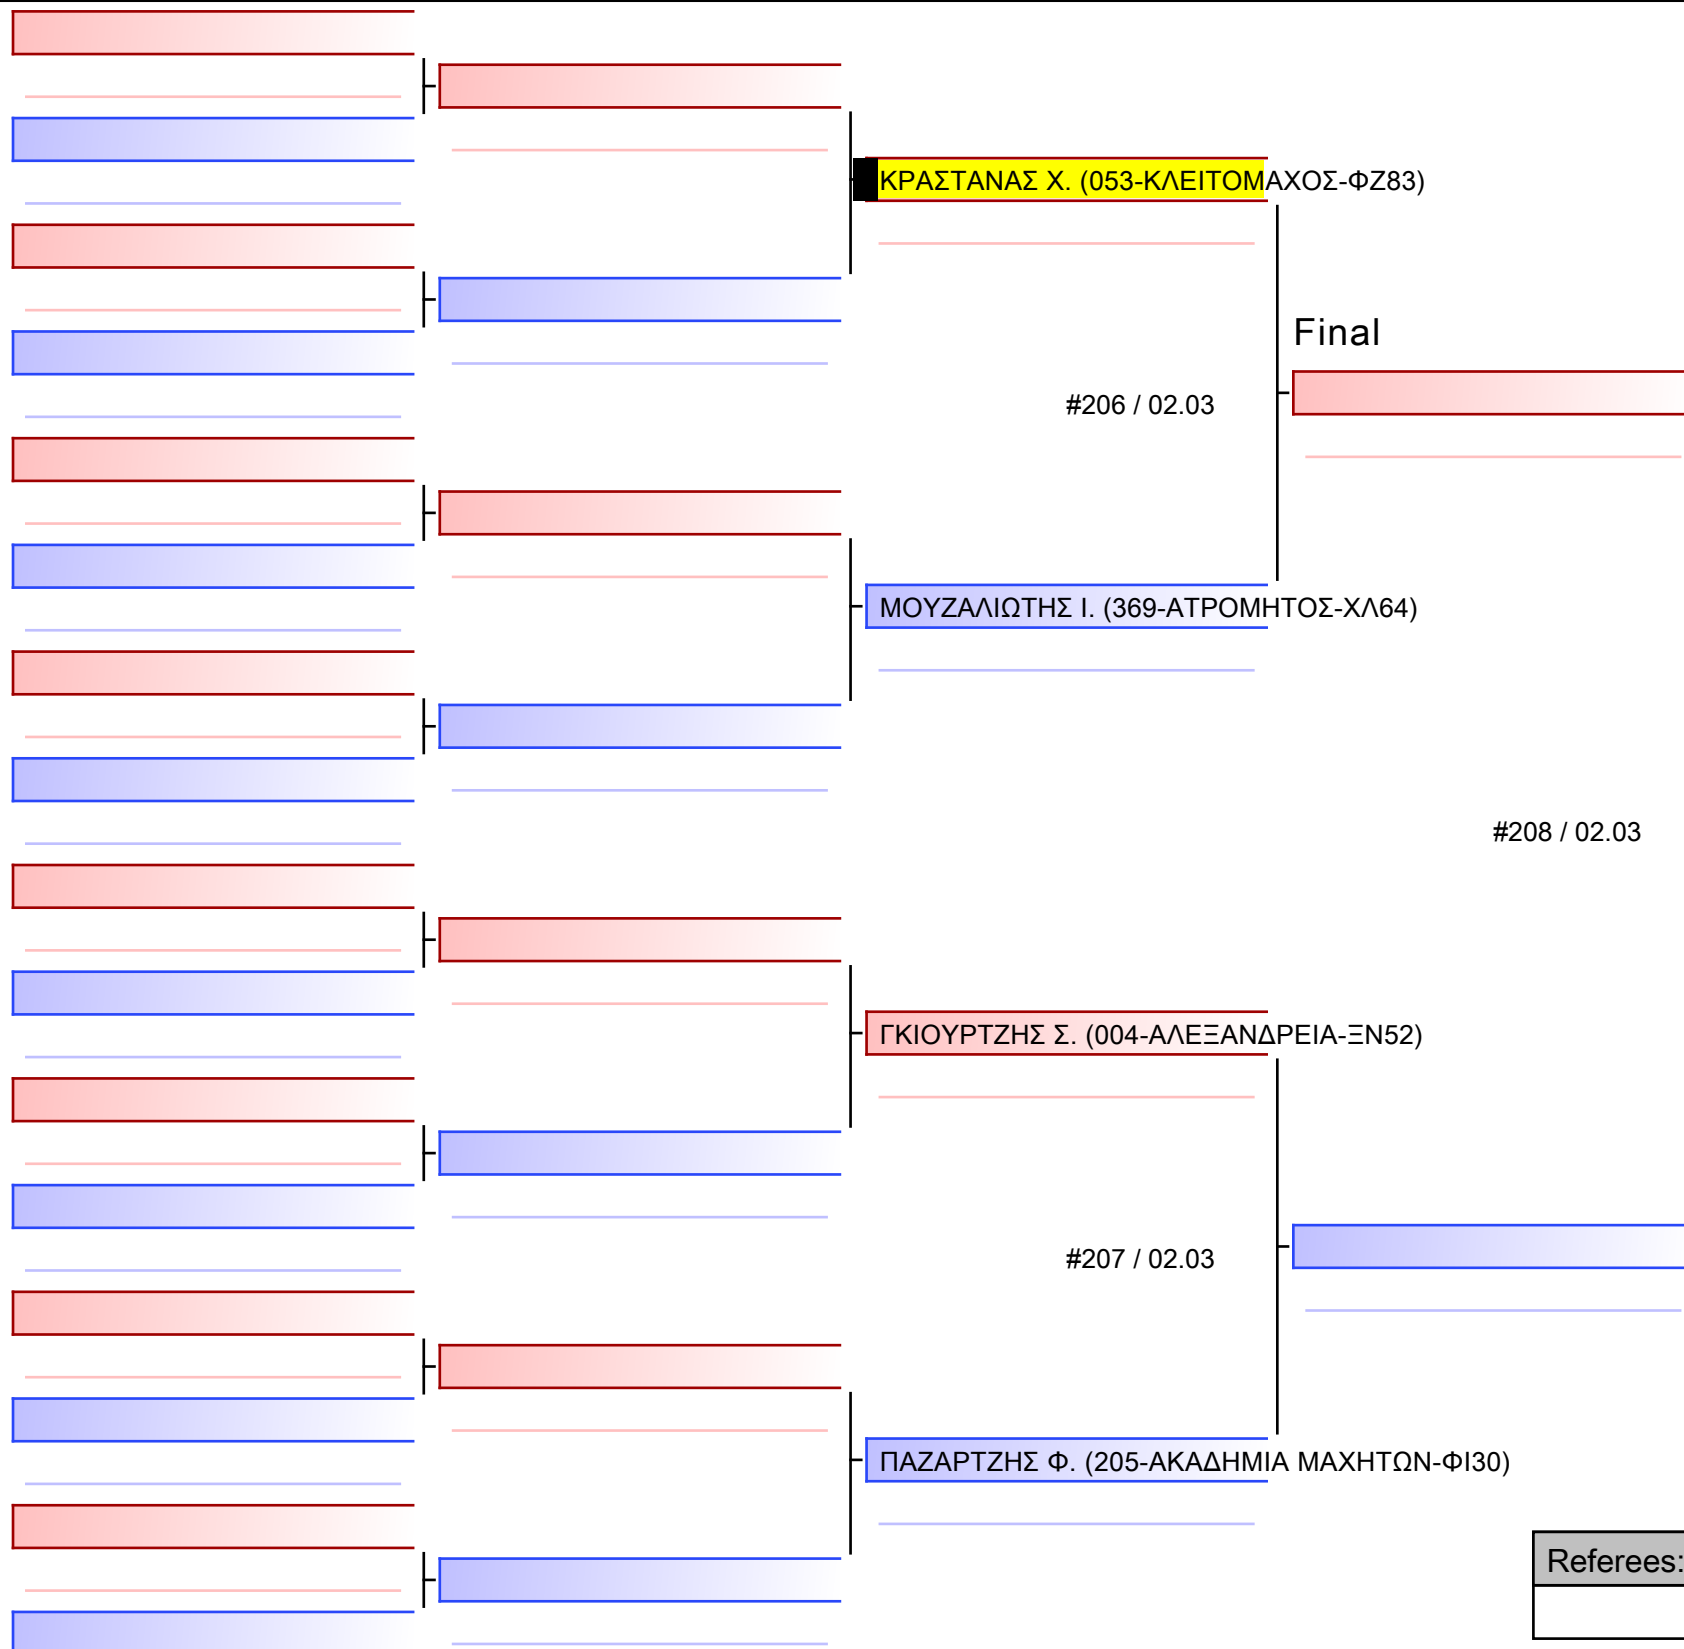 ΚΡΑΣΤΑΝΑΣ Χ. (053-ΚΛΕΙΤΟΜΑΧΟΣ-ΦΖ83)
Final
#206 / 02.03
ΜΟΥΖΑΛΙΩΤΗΣ Ι. (369-ΑΤΡΟΜΗΤΟΣ-ΧΛ64)
#208 / 02.03
ΓΚΙΟΥΡΤΖΗΣ Σ. (004-ΑΛΕΞΑΝΔΡΕΙΑ-ΞΝ52)
#207 / 02.03
ΠΑΖΑΡΤΖΗΣ Φ. (205-ΑΚΑΔΗΜΙΑ ΜΑΧΗΤΩΝ-ΦΙ30)
Referees: